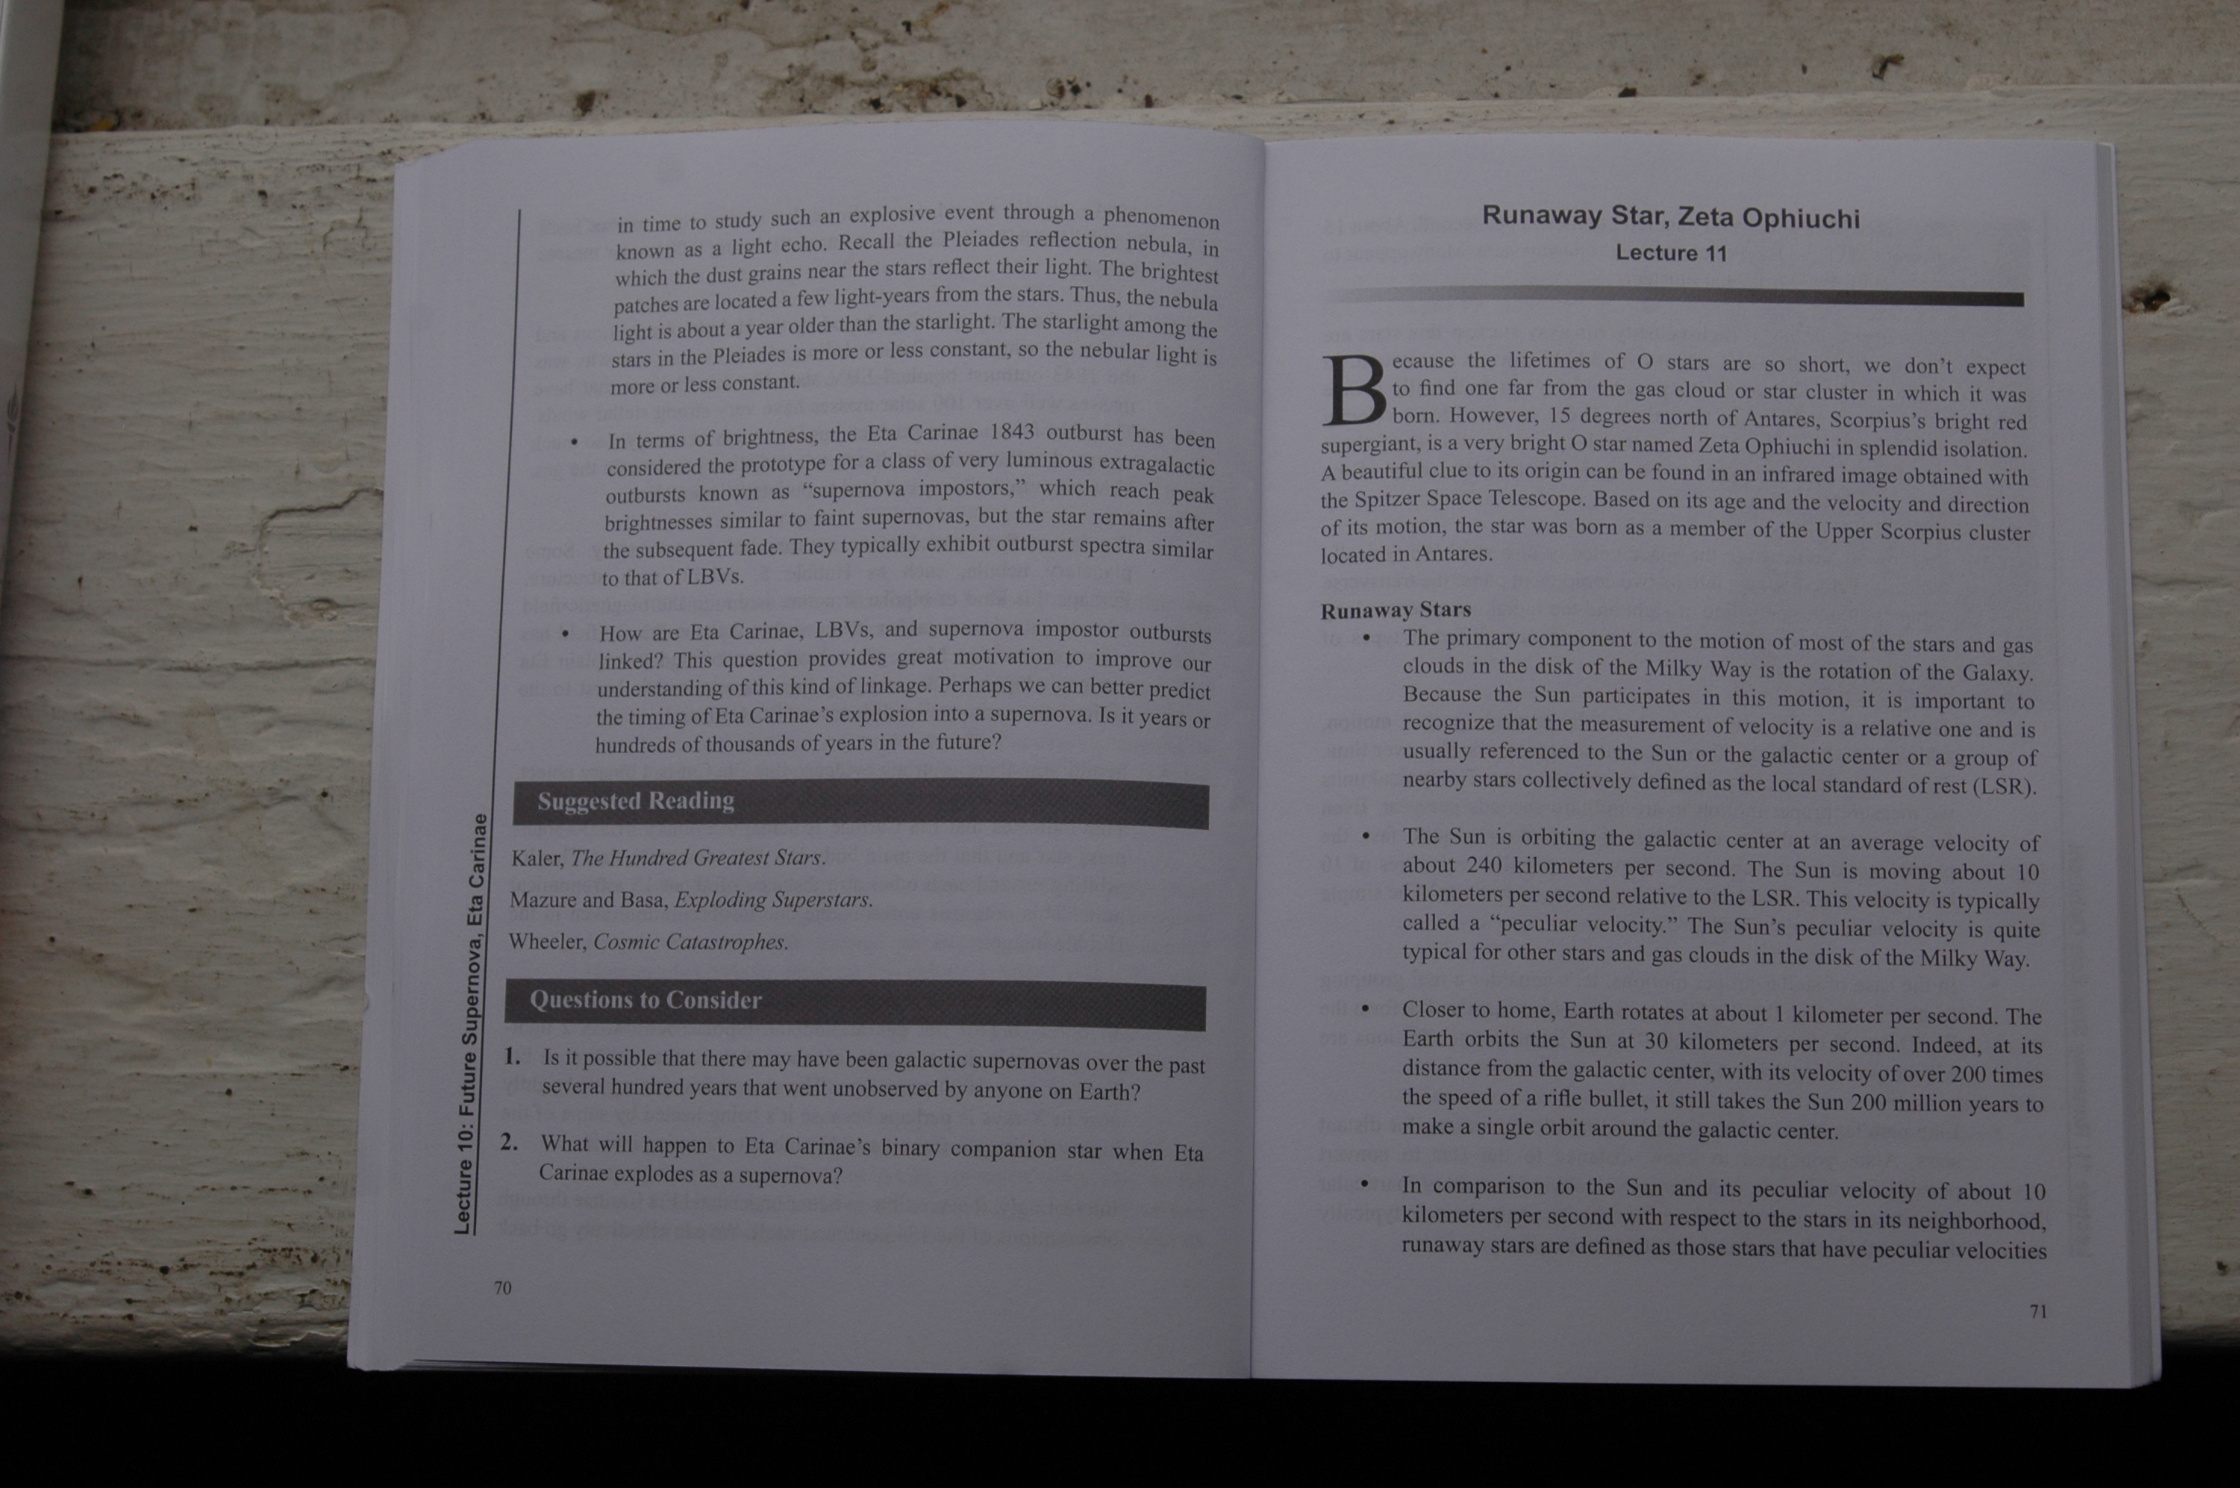 in time to study such an explosive event through a phenomenon
known as a light echo. Recall the Pleiades reflection nebula, in
which the dust grains near the stars reflect their light. The brightest
patches are located a few light-years from the stars. Thus, the nebula
light is about a year older than the starlight. The starlight among the
stars in the Pleiades is more or less constant, so the nebular light is
more or less constant.
• In terms of brightness, the Eta Carinae 1843 outburst has been
considered the prototype for a class of very luminous extragalactic
outbursts known as “supernova impostors,” which reach peak
brightnesses similar to faint supernovas, but the star remains after
the subsequent fade. They typically exhibit outburst spectra similar
to that of LBVs.
• How are Eta Carinae, LBVs, and supernova impostor outbursts
linked? This question provides great motivation to improve our
understanding of this kind of linkage. Perhaps we can better predict
the timing of Eta Carinae’s explosion into a supernova. Is it years or
hundreds of thousands of years in the future?
Suggested Reading
Kaler, The Hundred Greatest Stars.
Mazure and Basa, Exploding Superstars.
Wheeler, Cosmic Catastrophes.
Questions to Consider
1. Is it possible that there may have been galactic supernovas over the past
several hundred years that went unobserved by anyone on Earth?
2. What will happen to Eta Carinae’s binary companion star when Eta
Carinae explodes as a supernova?
Lecture 10: Future Supernova, Eta Carinae
70
Runaway Star, Zeta Ophiuchi
Lecture 11
Because the lifetimes of O stars are so short, we don’t expect
to find one far from the gas cloud or star cluster in which it was
born. However, 15 degrees north of Antares, Scorpius’s bright red
supergiant, is a very bright O star named Zeta Ophiuchi in splendid isolation.
A beautiful clue to its origin can be found in an infrared image obtained with
the Spitzer Space Telescope. Based on its age and the velocity and direction
of its motion, the star was born as a member of the Upper Scorpius cluster
located in Antares.
Runaway Stars
• The primary component to the motion of most of the stars and gas
clouds in the disk of the Milky Way is the rotation of the Galaxy.
Because the Sun participates in this motion, it is important to
recognize that the measurement of velocity is a relative one and is
usually referenced to the Sun or the galactic center or a group of
nearby stars collectively defined as the local standard of rest (LSR).
• The Sun is orbiting the galactic center at an average velocity of
about 240 kilometers per second. The Sun is moving about 10
kilometers per second relative to the LSR. This velocity is typically
called a “peculiar velocity.” The Sun’s peculiar velocity is quite
typical for other stars and gas clouds in the disk of the Milky Way.
• Closer to home, Earth rotates at about 1 kilometer per second. The
Earth orbits the Sun at 30 kilometers per second. Indeed, at its
distance from the galactic center, with its velocity of over 200 times
the speed of a rifle bullet, it still takes the Sun 200 million years to
make a single orbit around the galactic center.
• In comparison to the Sun and its peculiar velocity of about 10
kilometers per second with respect to the stars in its neighborhood,
runaway stars are defined as those stars that have peculiar velocities
71